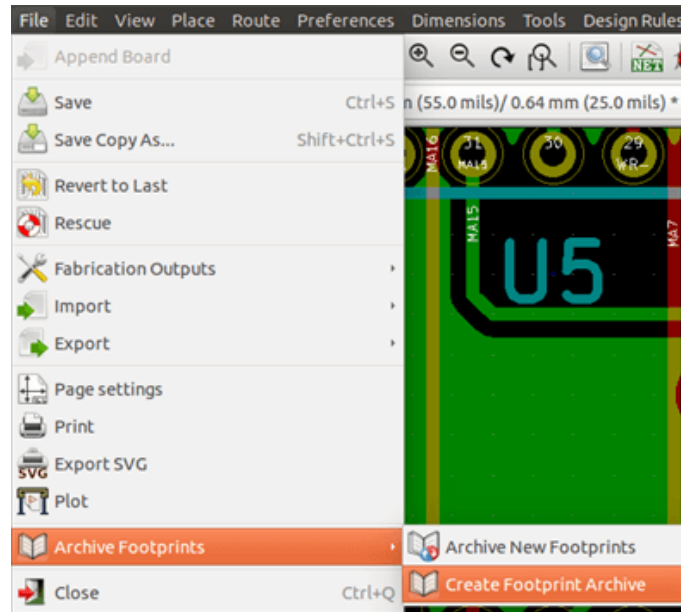 File Edit View Place Route Preferences Dimensions Tools Design Rules
Append Board
NET
Save Ctrl+S
m (55.0 mils)/ 0.64 mm (25.0 mils) *
Save Copy As... Shift+Ctrl+S
MA16 31 30 29
MA15 WR-
Revert to Last
Rescue
MA15 MA7
U5
Fabrication Outputs
Import
Export
Page settings
Print
Export SVG
SVG
Plot
Archive Footprints
Archive New Footprints
Create Footprint Archive
Close Ctrl+Q